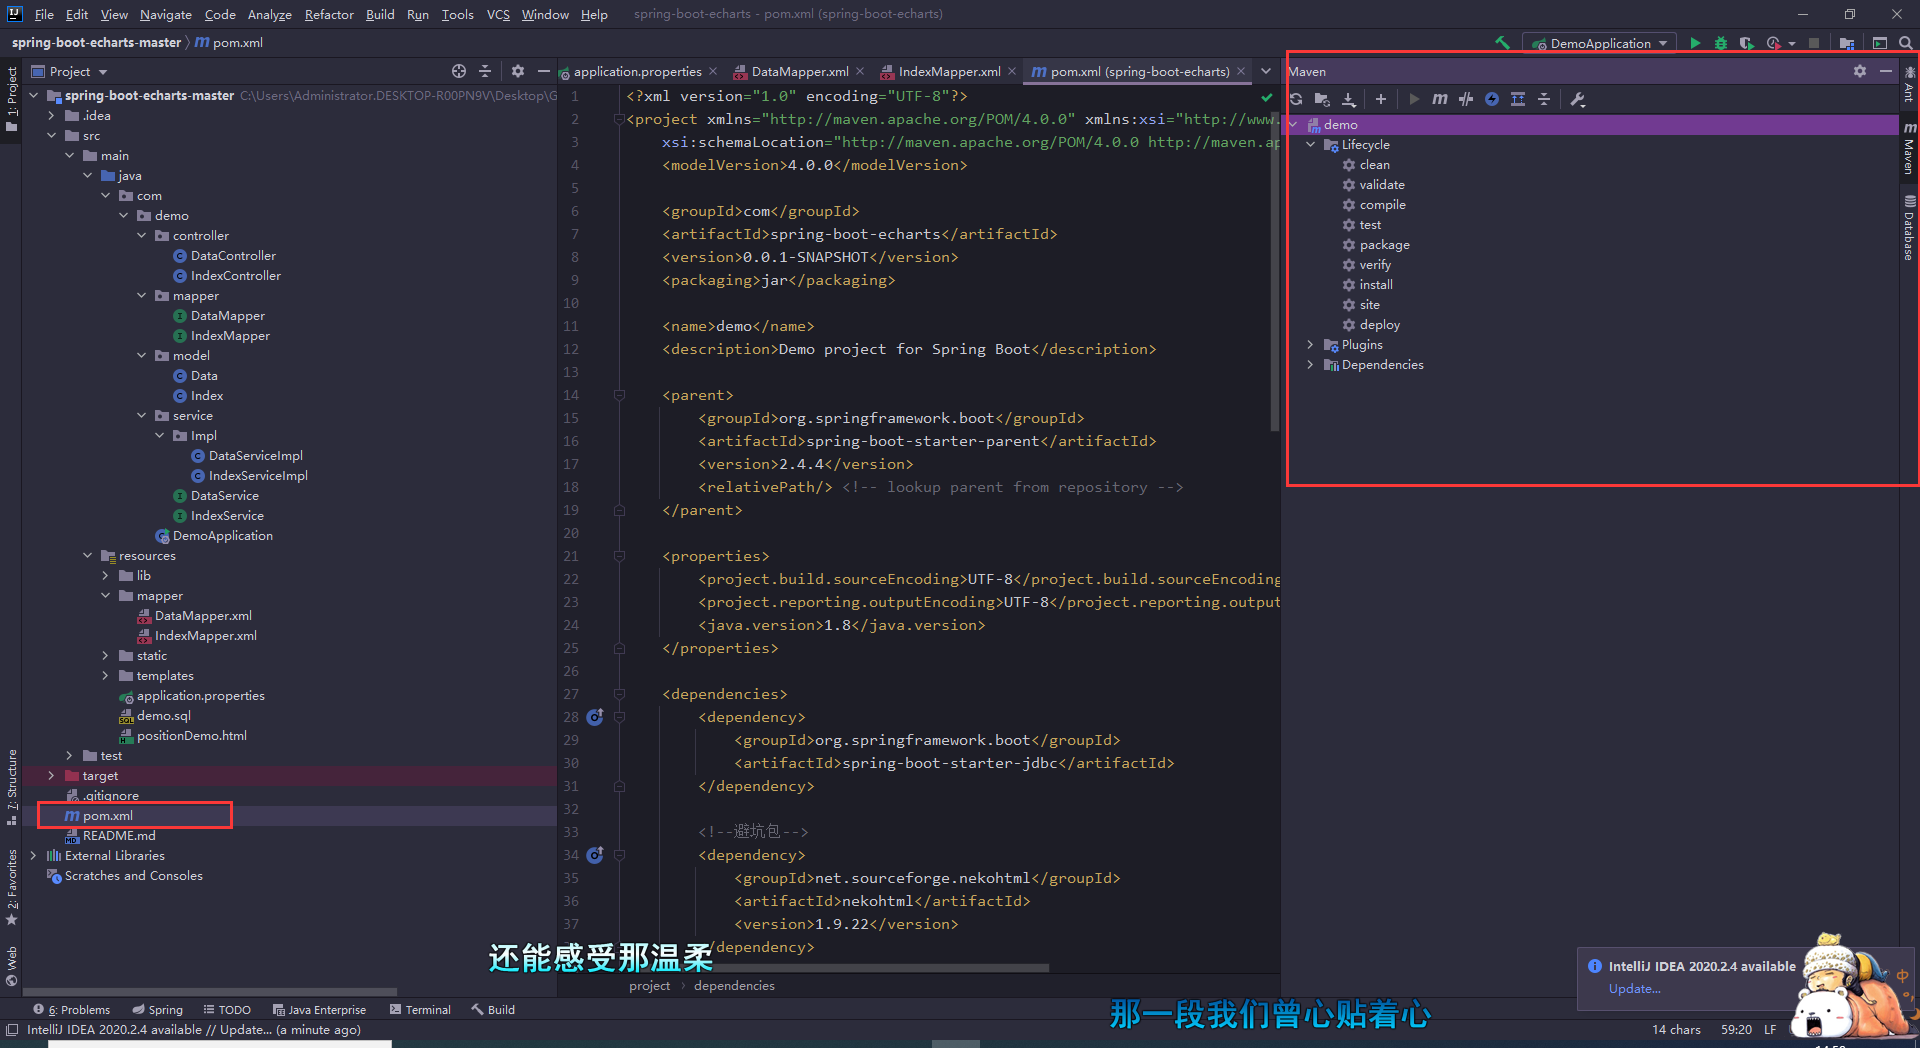 File Edit View Navigate Code Analyze Refactor Build Run Tools VCS Window Help spring-boot-echarts - pom.xml (spring-boot-echarts)
spring-boot-echarts-master pom.xml
DemoApplication
Project
application.properties DataMapper.xml IndexMapper.xml pom.xml (spring-boot-echarts)
Maven
1: Project
7: Structure
2: Favorites
Web
spring-boot-echarts-master C:\Users\Administrator.DESKTOP-R00PN9V\Desktop\G
.idea
src
main
java
com
demo
controller
DataController
IndexController
mapper
DataMapper
IndexMapper
model
Data
Index
service
Impl
DataServiceImpl
IndexServiceImpl
DataService
IndexService
DemoApplication
resources
lib
mapper
DataMapper.xml
IndexMapper.xml
static
templates
application.properties
demo.sql
positionDemo.html
test
target
.gitignore
pom.xml
README.md
External Libraries
Scratches and Consoles
1 <?xml version="1.0" encoding="UTF-8"?>
2 <project xmlns="http://maven.apache.org/POM/4.0.0" xmlns:xsi="http://www.
3 xsi:schemaLocation="http://maven.apache.org/POM/4.0.0 http://maven.ap
4 <modelVersion>4.0.0</modelVersion>
5
6 <groupId>com</groupId>
7 <artifactId>spring-boot-echarts</artifactId>
8 <version>0.0.1-SNAPSHOT</version>
9 <packaging>jar</packaging>
10
11 <name>demo</name>
12 <description>Demo project for Spring Boot</description>
13
14 <parent>
15 <groupId>org.springframework.boot</groupId>
16 <artifactId>spring-boot-starter-parent</artifactId>
17 <version>2.4.4</version>
18 <relativePath/> <!-- lookup parent from repository -->
19 </parent>
20
21 <properties>
22 <project.build.sourceEncoding>UTF-8</project.build.sourceEncoding
23 <project.reporting.outputEncoding>UTF-8</project.reporting.output
24 <java.version>1.8</java.version>
25 </properties>
26
27 <dependencies>
28 <dependency>
29 <groupId>org.springframework.boot</groupId>
30 <artifactId>spring-boot-starter-jdbc</artifactId>
31 </dependency>
32
33 <!--避坑包-->
34 <dependency>
35 <groupId>net.sourceforge.nekohtml</groupId>
36 <artifactId>nekohtml</artifactId>
37 <version>1.9.22</version>
/dependency>
project dependencies
demo
Lifecycle
clean
validate
compile
test
package
verify
install
site
deploy
Plugins
Dependencies
Ant
Maven
Database
还能感受那温柔
那一段我们曾心贴着心
IntelliJ IDEA 2020.2.4 available
Update...
中
6: Problems Spring TODO Java Enterprise Terminal Build
IntelliJ IDEA 2020.2.4 available // Update... (a minute ago)
14 chars 59:20 LF